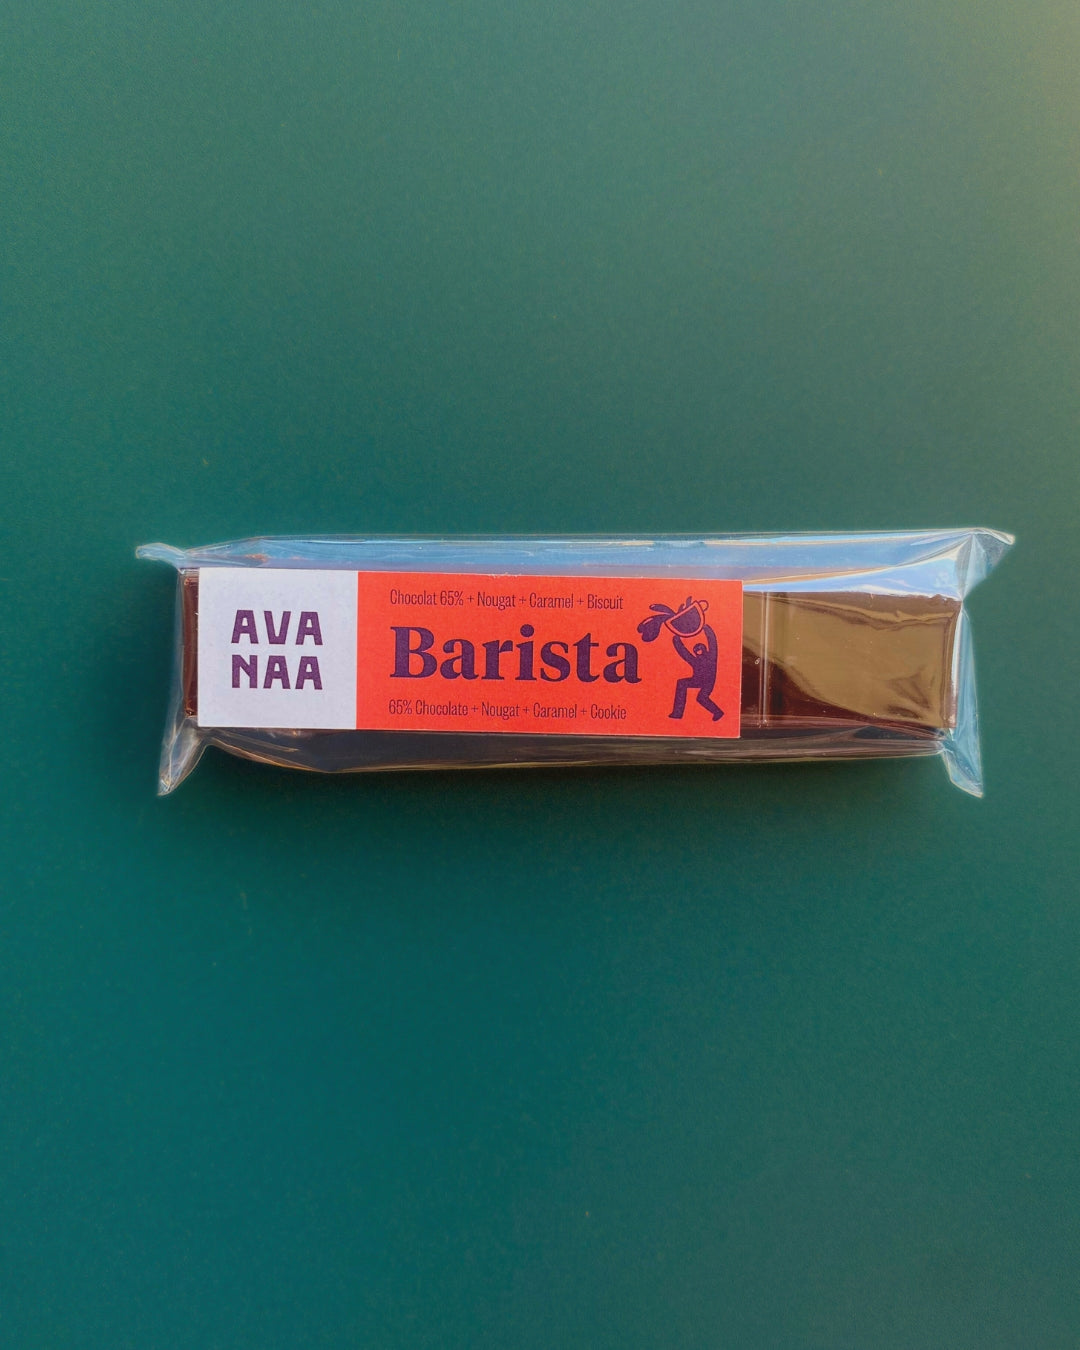 AVA
NAA
Chocolat 65% + Nougat + Caramel + Biscuit
Barista
65% Chocolate + Nougat + Caramel + Cookie